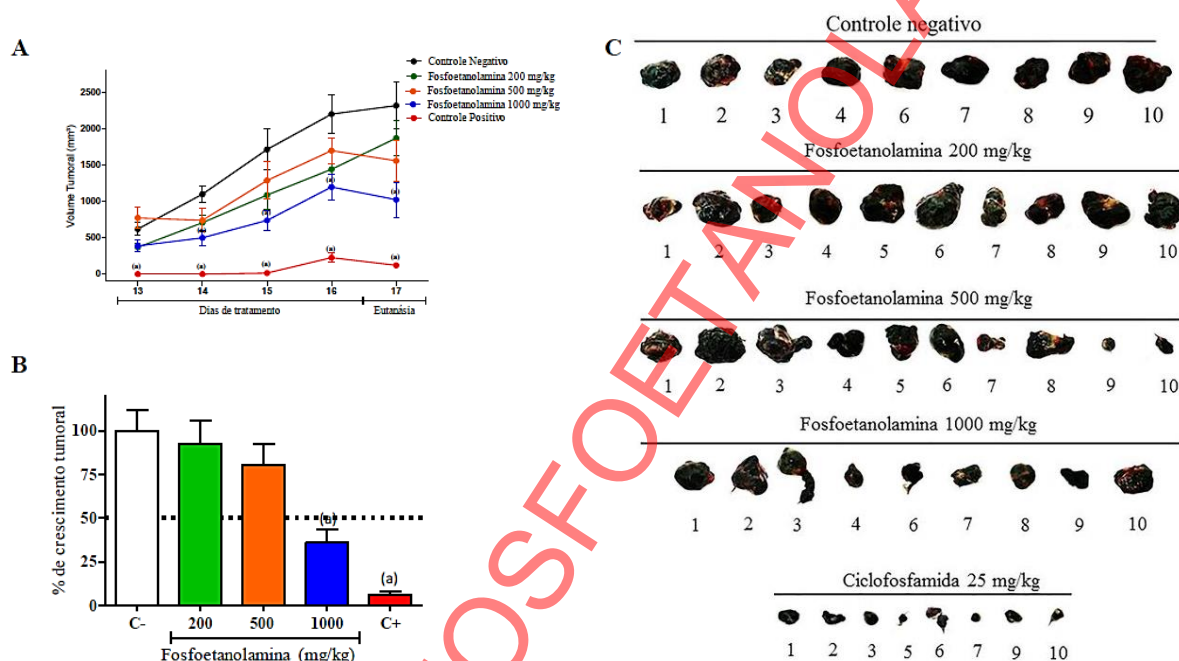 A
Controle Negativo
Fosfoetanolamina 200 mg/kg
Fosfoetanolamina 500 mg/kg
Fosfoetanolamina 1000 mg/kg
Controle Positivo
Volume Tumoral (mm³)
2500
2000
1500
1000
500
0
(a) (a) (a) (a)
(a) (a) (a) (a) (a)
13 14 15 16 17
Dias de tratamento Eutanásia
B
% de crescimento tumoral
100
75
50
25
0
(a)
(a)
C- 200 500 1000 C+
Fosfoetanolamina (mg/kg)
C
Controle negativo
1 2 3 4 6 7 8 9 10
Fosfoetanolamina 200 mg/kg
1 2 3 4 5 6 7 8 9 10
Fosfoetanolamina 500 mg/kg
1 2 3 4 5 6 7 8 9 10
Fosfoetanolamina 1000 mg/kg
1 2 3 4 6 7 8 9 10
Ciclofosfamida 25 mg/kg
1 2 3 5 6 7 9 10
OSFOETANOLA